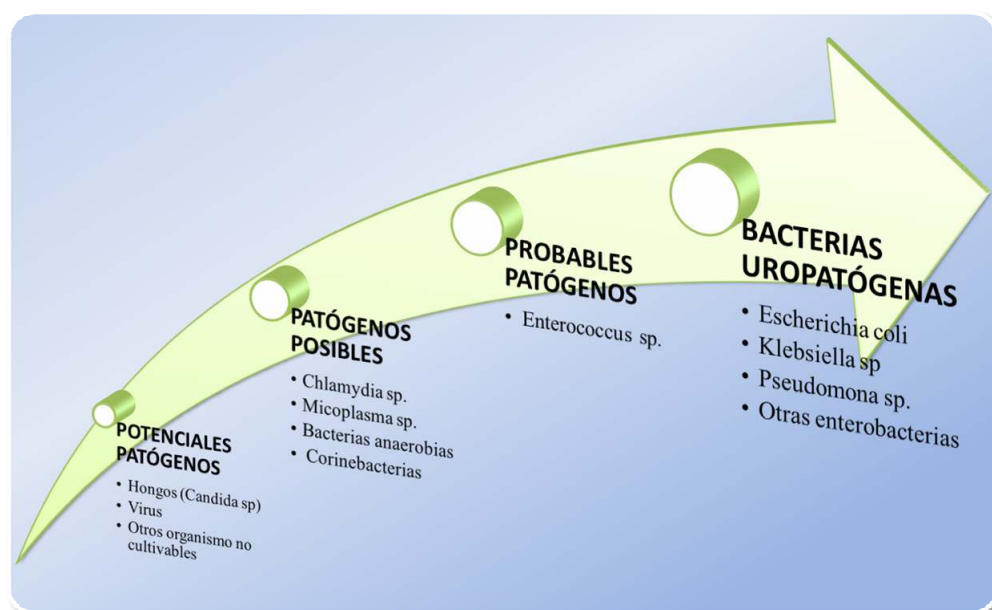 POTENCIALES
PATÓGENOS
• Hongos (Candida sp)
• Virus
• Otros organismo no
cultivables
PATÓGENOS
POSIBLES
• Chlamydia sp.
• Micoplasma sp.
• Bacterias anaerobias
• Corinebacterias
PROBABLES
PATÓGENOS
• Enterococcus sp.
BACTERIAS
UROPATÓGENAS
• Escherichia coli
• Klebsiella sp
• Pseudomona sp.
• Otras enterobacterias